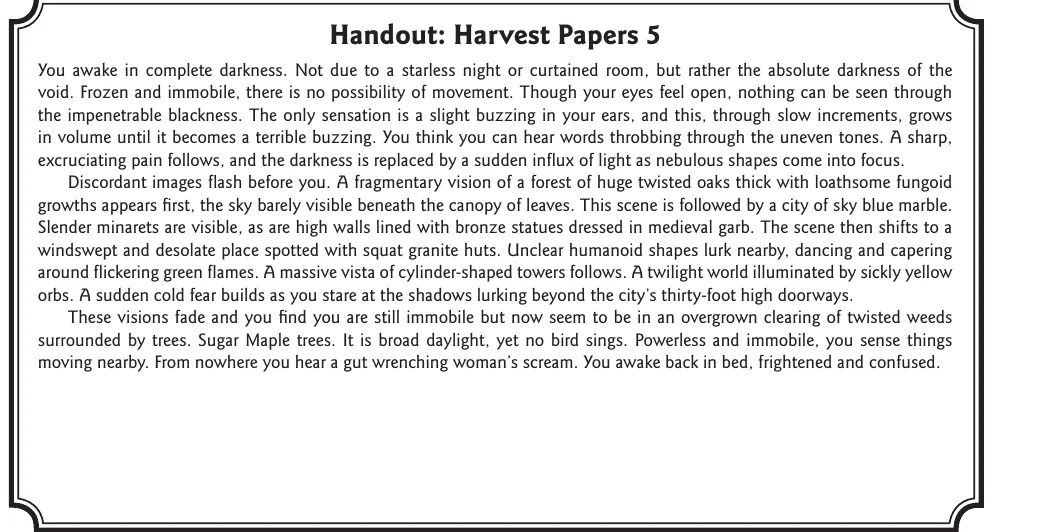 Handout: Harvest Papers 5
You awake in complete darkness. Not due to a starless night or curtained room, but rather the absolute darkness of the
void. Frozen and immobile, there is no possibility of movement. Though your eyes feel open, nothing can be seen through
the impenetrable blackness. The only sensation is a slight buzzing in your ears, and this, through slow increments, grows
in volume until it becomes a terrible buzzing. You think you can hear words throbbing through the uneven tones. A sharp,
excruciating pain follows, and the darkness is replaced by a sudden influx of light as nebulous shapes come into focus.
Discordant images flash before you. A fragmentary vision of a forest of huge twisted oaks thick with loathsome fungoid
growths appears first, the sky barely visible beneath the canopy of leaves. This scene is followed by a city of sky blue marble.
Slender minarets are visible, as are high walls lined with bronze statues dressed in medieval garb. The scene then shifts to a
windswept and desolate place spotted with squat granite huts. Unclear humanoid shapes lurk nearby, dancing and capering
around flickering green flames. A massive vista of cylinder-shaped towers follows. A twilight world illuminated by sickly yellow
orbs. A sudden cold fear builds as you stare at the shadows lurking beyond the city's thirty-foot high doorways.
These visions fade and you find you are still immobile but now seem to be in an overgrown clearing of twisted weeds
surrounded by trees. Sugar Maple trees. It is broad daylight, yet no bird sings. Powerless and immobile, you sense things
moving nearby. From nowhere you hear a gut wrenching woman's scream. You awake back in bed, frightened and confused.